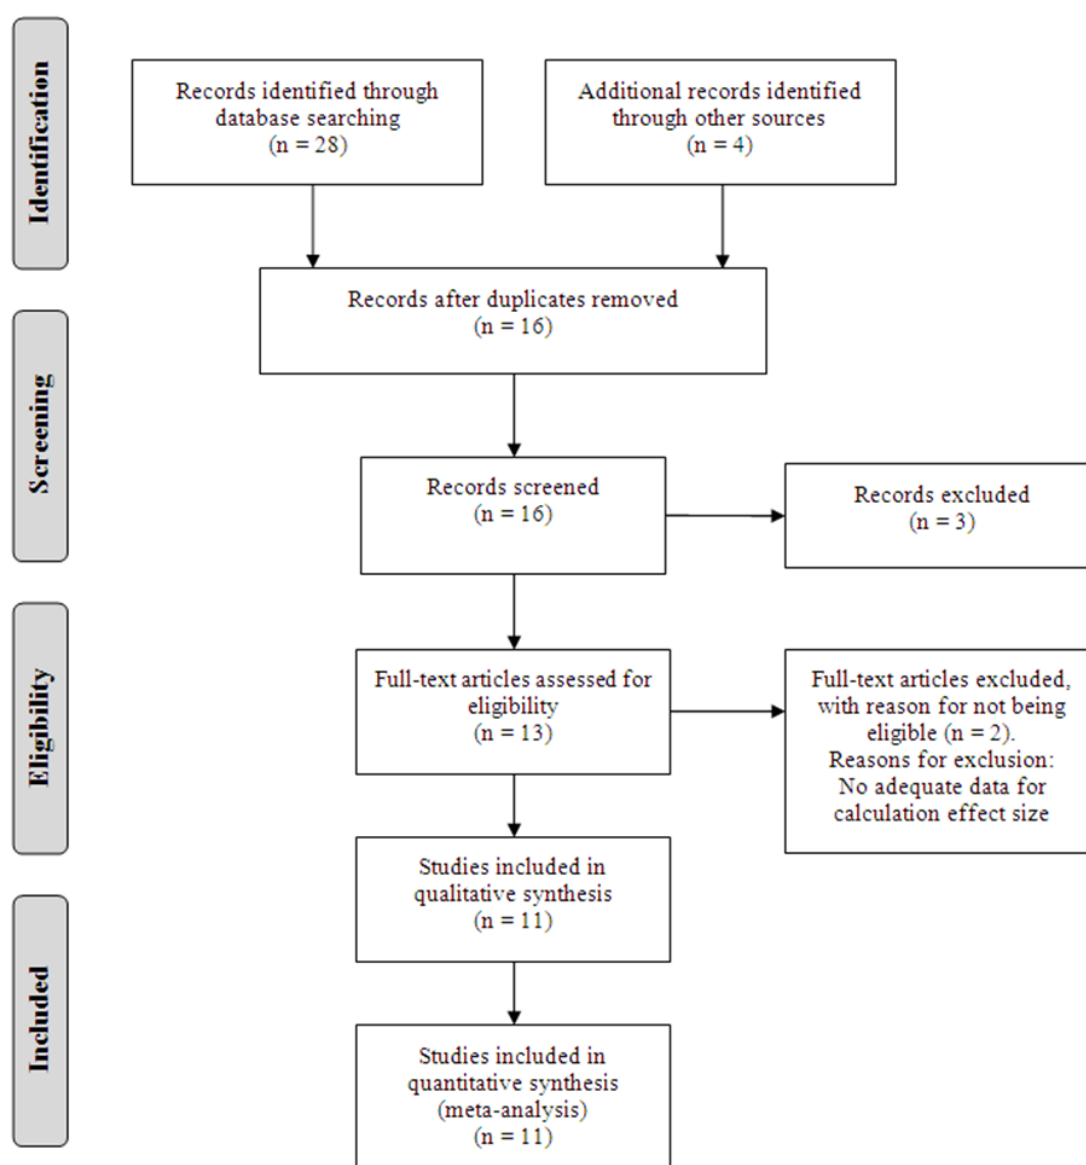 Identification
Records identified through
database searching
(n = 28)
Additional records identified
through other sources
(n = 4)
Records after duplicates removed
(n = 16)
Screening
Records screened
(n = 16)
Records excluded
(n = 3)
Eligibility
Full-text articles assessed for
eligibility
(n = 13)
Full-text articles excluded,
with reason for not being
eligible (n = 2).
Reasons for exclusion:
No adequate data for
calculation effect size
Studies included in
qualitative synthesis
(n = 11)
Included
Studies included in
quantitative synthesis
(meta-analysis)
(n = 11)